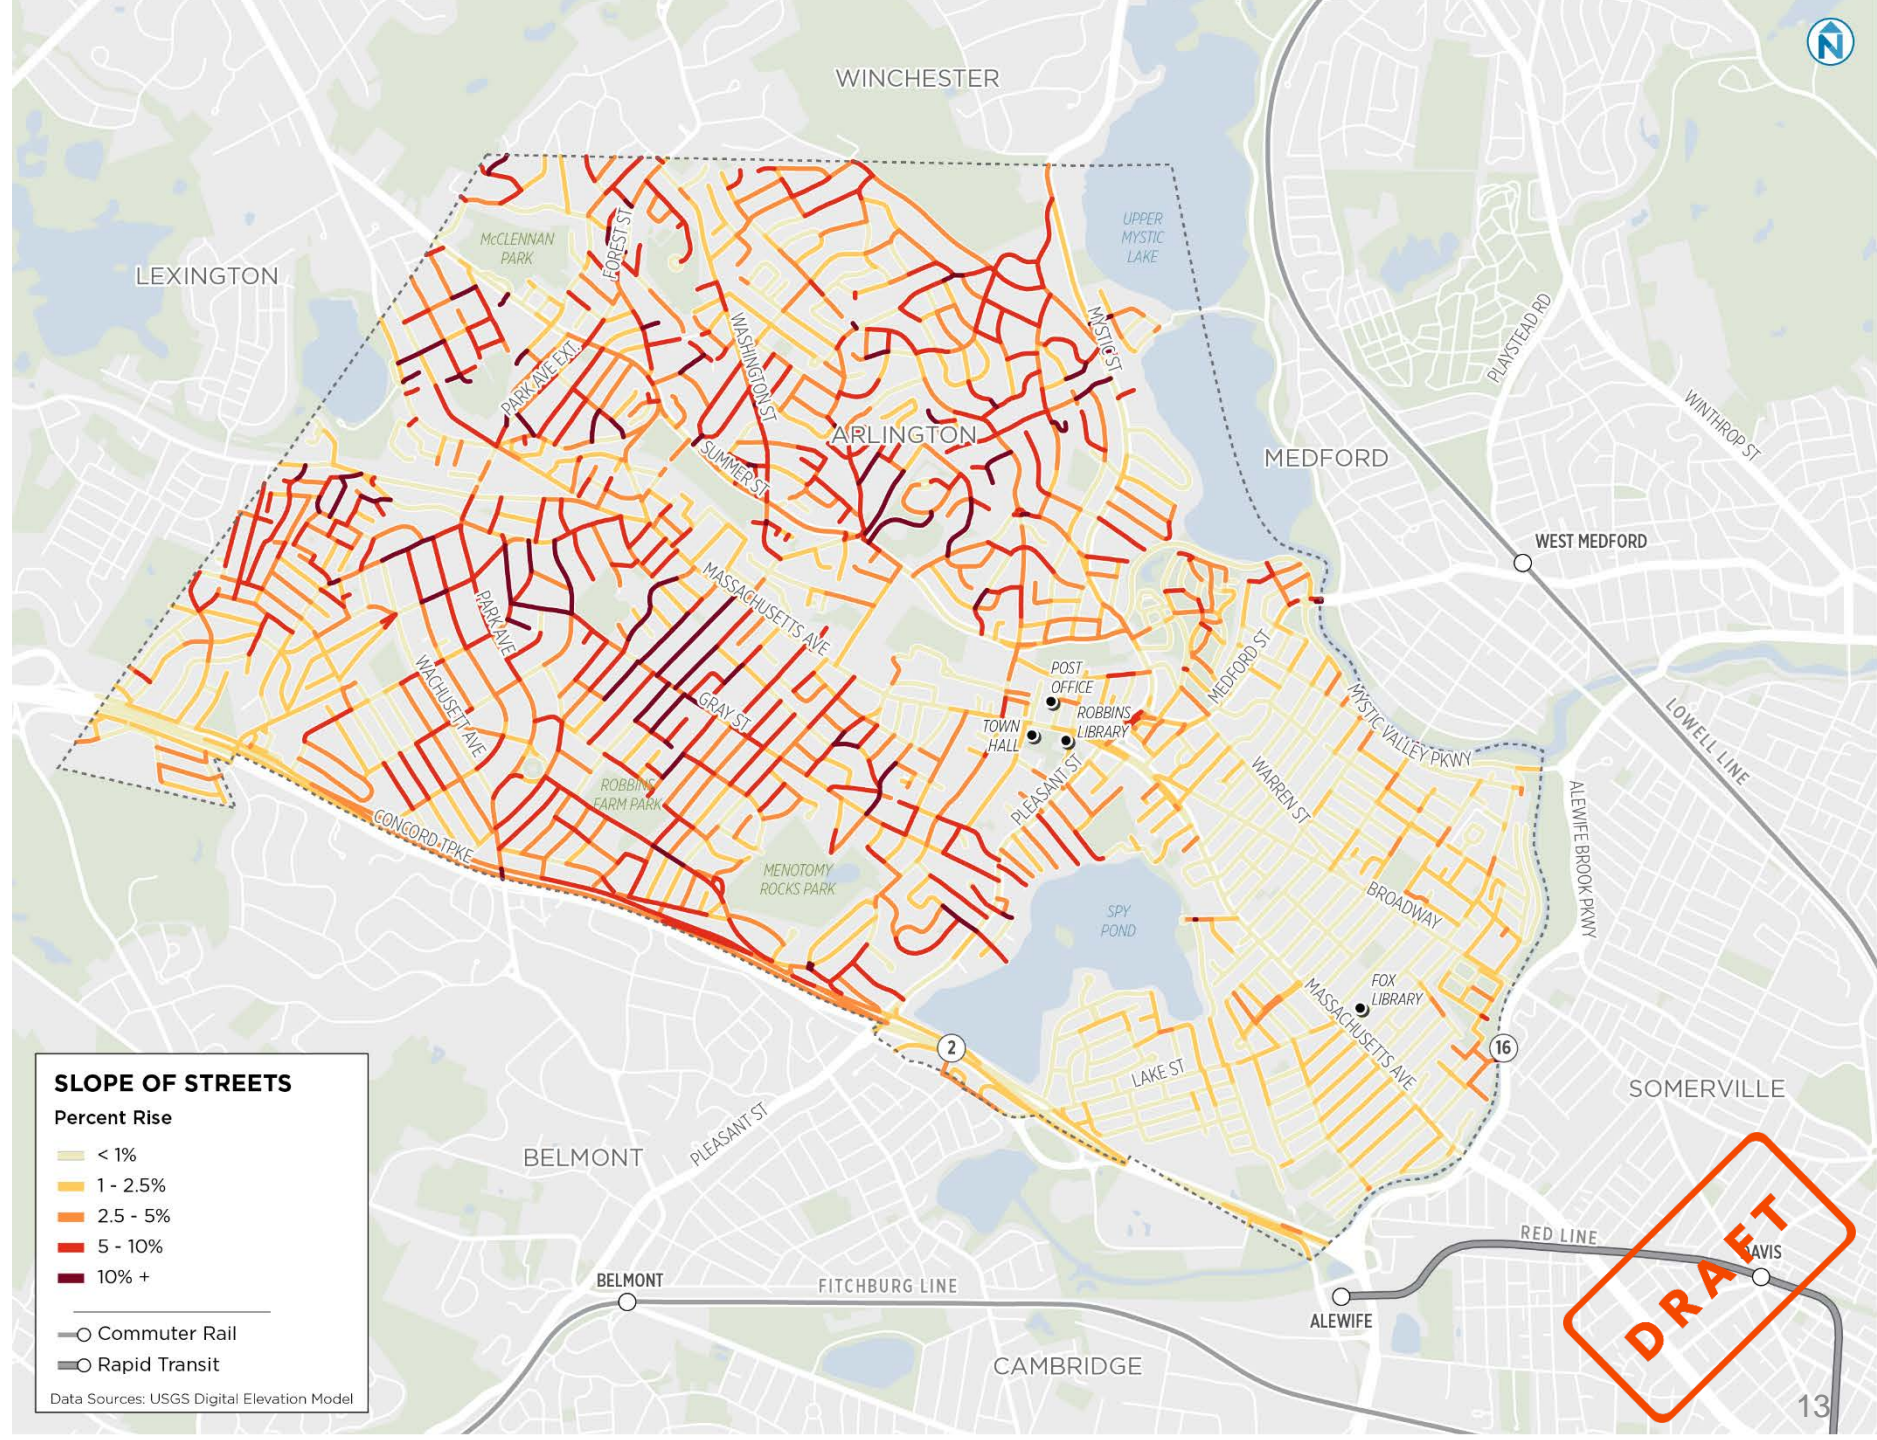 N
WINCHESTER
UPPER
MYSTIC
LAKE
McCLENNAN
PARK
FOREST ST
LEXINGTON
PLAYSTEAD RD
MYSTIC ST
WASHINGTON ST
PARK AVE EXT.
WINTHROP ST
ARLINGTON
MEDFORD
SUMMER ST
WEST MEDFORD
MASSACHUSETTS AVE
PARK AVE
MEDFORD ST
WACHUSETT AVE
POST
OFFICE
GRAY ST
ROBBINS
LIBRARY
TOWN
HALL
MYSTIC VALLEY PKWY
LOWELL LINE
PLEASANT ST
WARREN ST
ROBBINS
FARM PARK
ALEWIFE BROOK PKWY
CONCORD TPKE
MENOTOMY
ROCKS PARK
BROADWAY
SPY
POND
FOX
LIBRARY
MASSACHUSETTS AVE
2
16
LAKE ST
SOMERVILLE
PLEASANT ST
BELMONT
SLOPE OF STREETS
Percent Rise
< 1%
1 - 2.5%
2.5 - 5%
5 - 10%
10% +
Commuter Rail
Rapid Transit
Data Sources: USGS Digital Elevation Model
BELMONT
FITCHBURG LINE
ALEWIFE
RED LINE
DAVIS
CAMBRIDGE
DRAFT
13